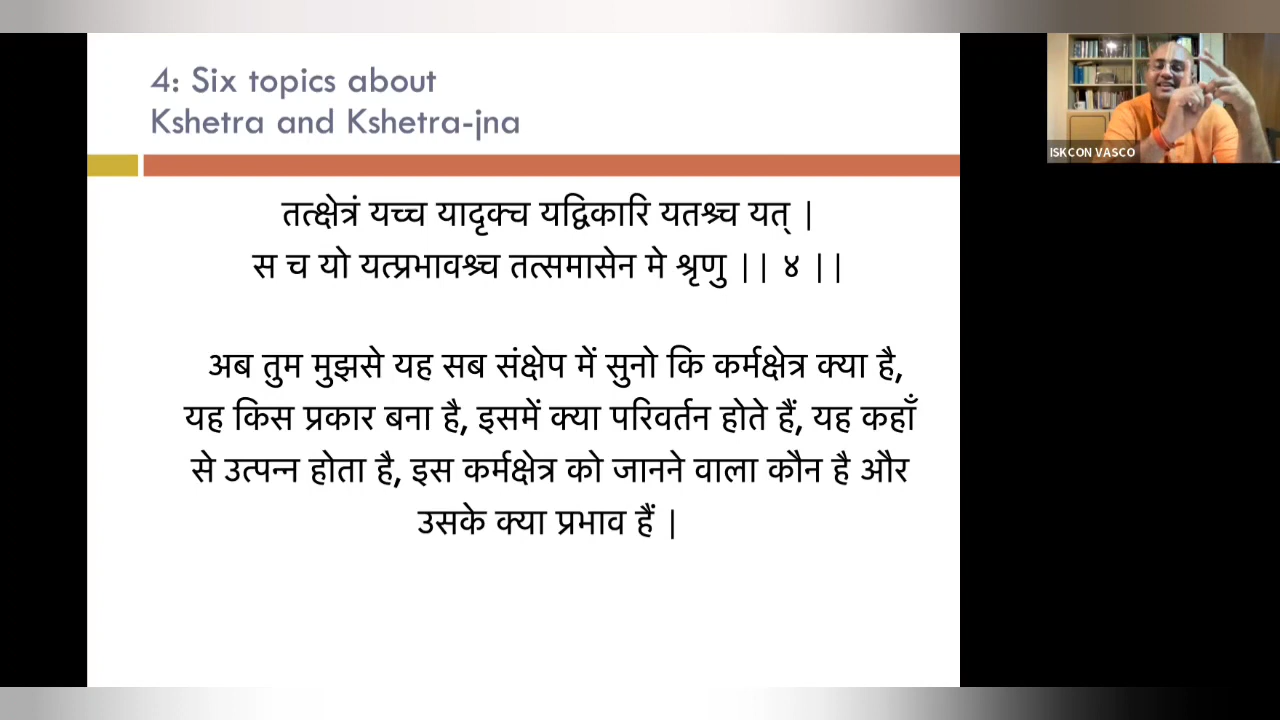 4: Six topics about
Kshetra and Kshetra-jna
ISKCON VASCO
तत्क्षेत्रं यच्च यादृक्च यद्विकारि यतश्र्च यत् |
स च यो यत्प्रभावश्र्च तत्समासेन मे श्रृणु || ४ ||
अब तुम मुझसे यह सब संक्षेप में सुनो कि कर्मक्षेत्र क्या है,
यह किस प्रकार बना है, इसमें क्या परिवर्तन होते हैं, यह कहाँ
से उत्पन्न होता है, इस कर्मक्षेत्र को जानने वाला कौन है और
उसके क्या प्रभाव हैं |